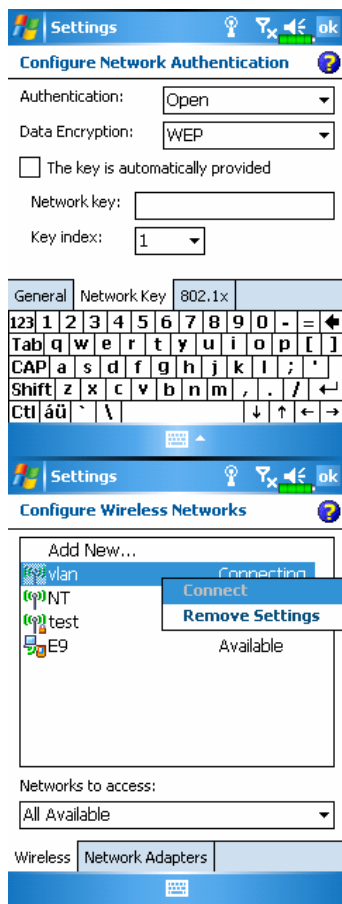 Settings ok
Configure Network Authentication ?
Authentication: Open
Data Encryption: WEP
The key is automatically provided
Network key:
Key index: 1
General Network Key 802.1x
123 1 2 3 4 5 6 7 8 9 0 - =
Tab q w e r t y u i o p [ ]
CAP a s d f g h j k l ; '
Shift z x c v b n m , . /
Ctl áü ` \
Settings ok
Configure Wireless Networks ?
Add New...
vlan Connecting
Connect
NT
Remove Settings
test
E9 Available
Networks to access:
All Available
Wireless Network Adapters